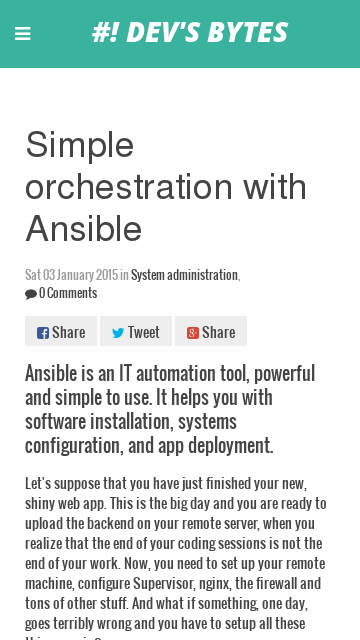 #! DEV'S BYTES
Simple
orchestration with
Ansible
Sat 03 January 2015 in System administration,
0 Comments
Share Tweet Share
Ansible is an IT automation tool, powerful
and simple to use. It helps you with
software installation, systems
configuration, and app deployment.
Let's suppose that you have just finished your new,
shiny web app. This is the big day and you are ready to
upload the backend on your remote server, when you
realize that the end of your coding sessions is not the
end of your work. Now, you need to set up your remote
machine, configure Supervisor, nginx, the firewall and
tons of other stuff. And what if something, one day,
goes terribly wrong and you have to setup all these